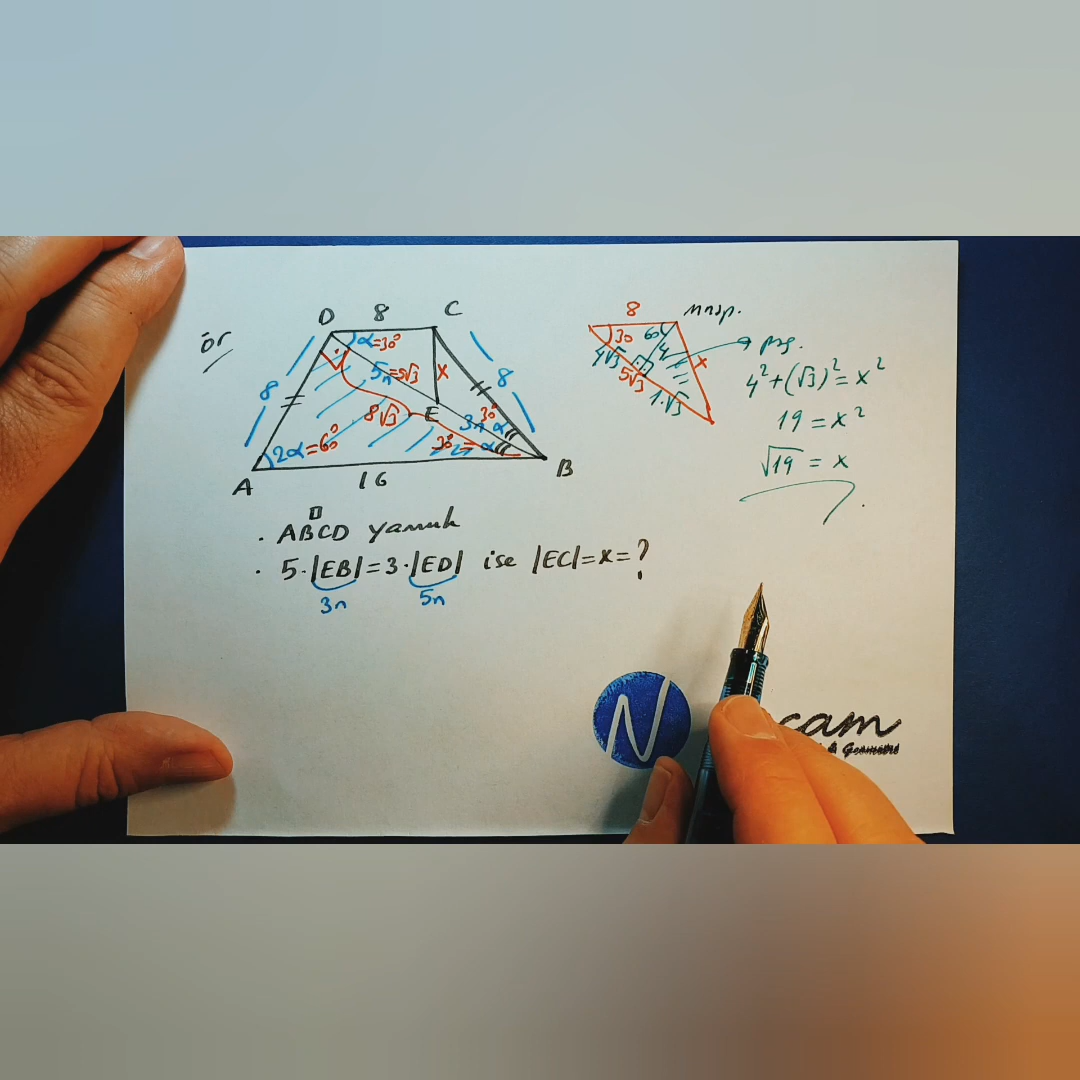 ör
D 8 C
α=30°
5n=5√3
x
8
8
8√3
E
30°
3n α
2α=60°
30°=α
A 16 B
. ABCD yamuk
. 5.|EB|=3.|ED| ise |EC|=x=?
3n 5n
8
30 60
4√3 4 x
5√3
1.√3
4²+(√3)²=x²
19=x²
√19=x
N
cam
& Geometri